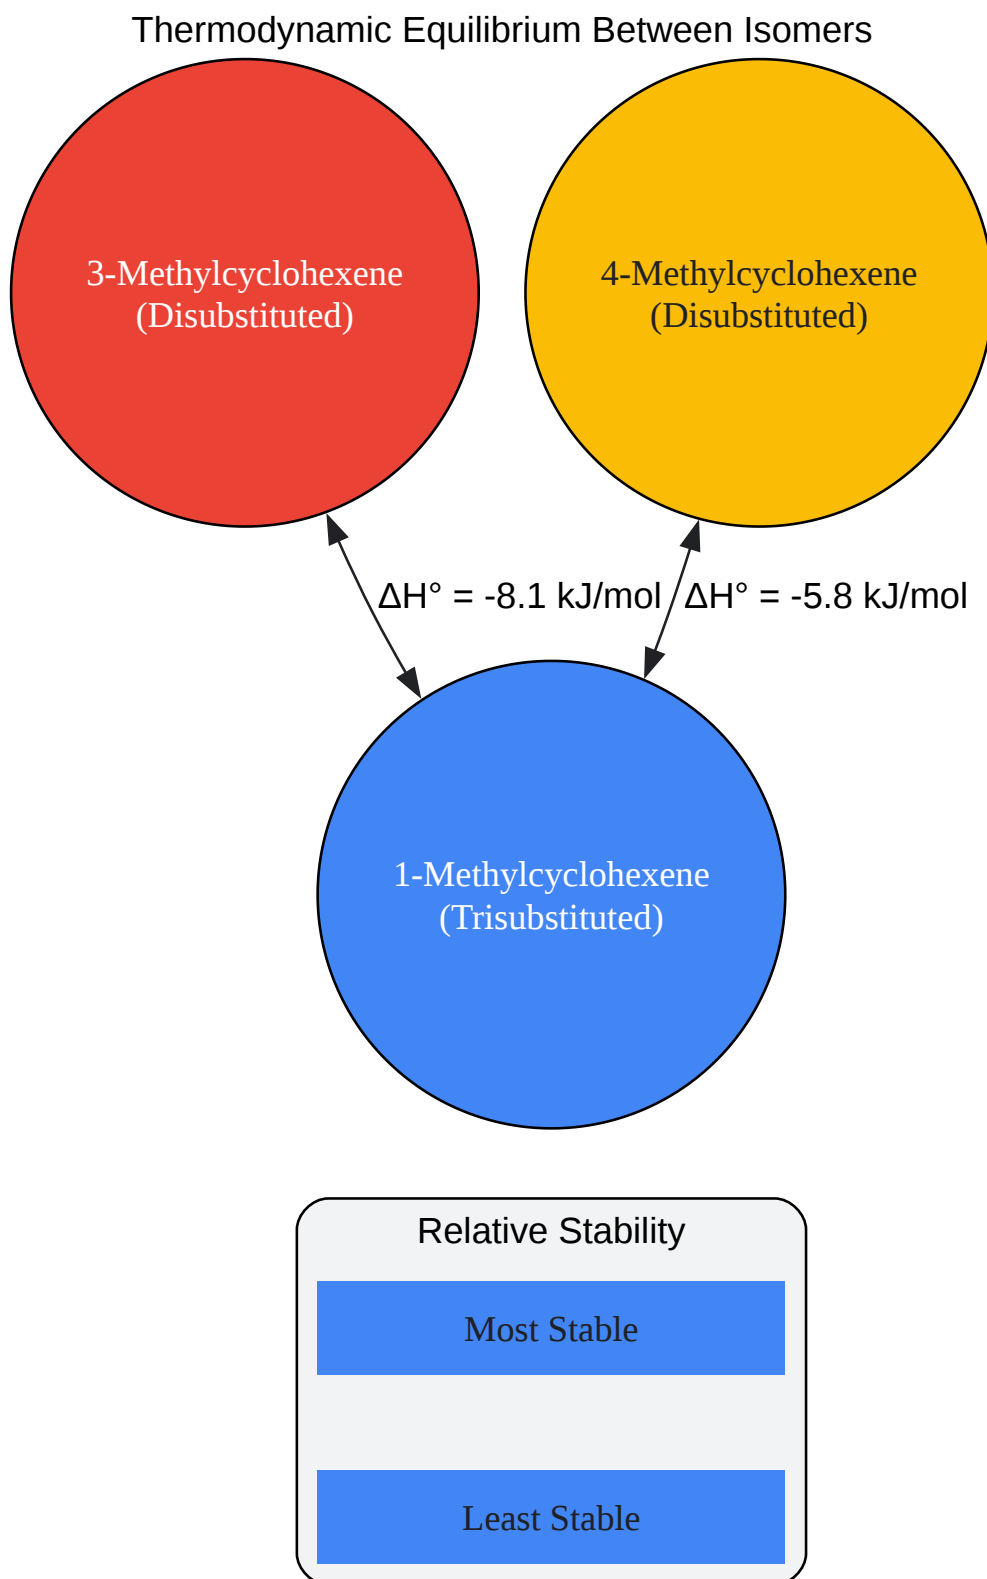 Thermodynamic Equilibrium Between Isomers
3-Methylcyclohexene
(Disubstituted)
4-Methylcyclohexene
(Disubstituted)
ΔH° = -8.1 kJ/mol
ΔH° = -5.8 kJ/mol
1-Methylcyclohexene
(Trisubstituted)
Relative Stability
Most Stable
Least Stable